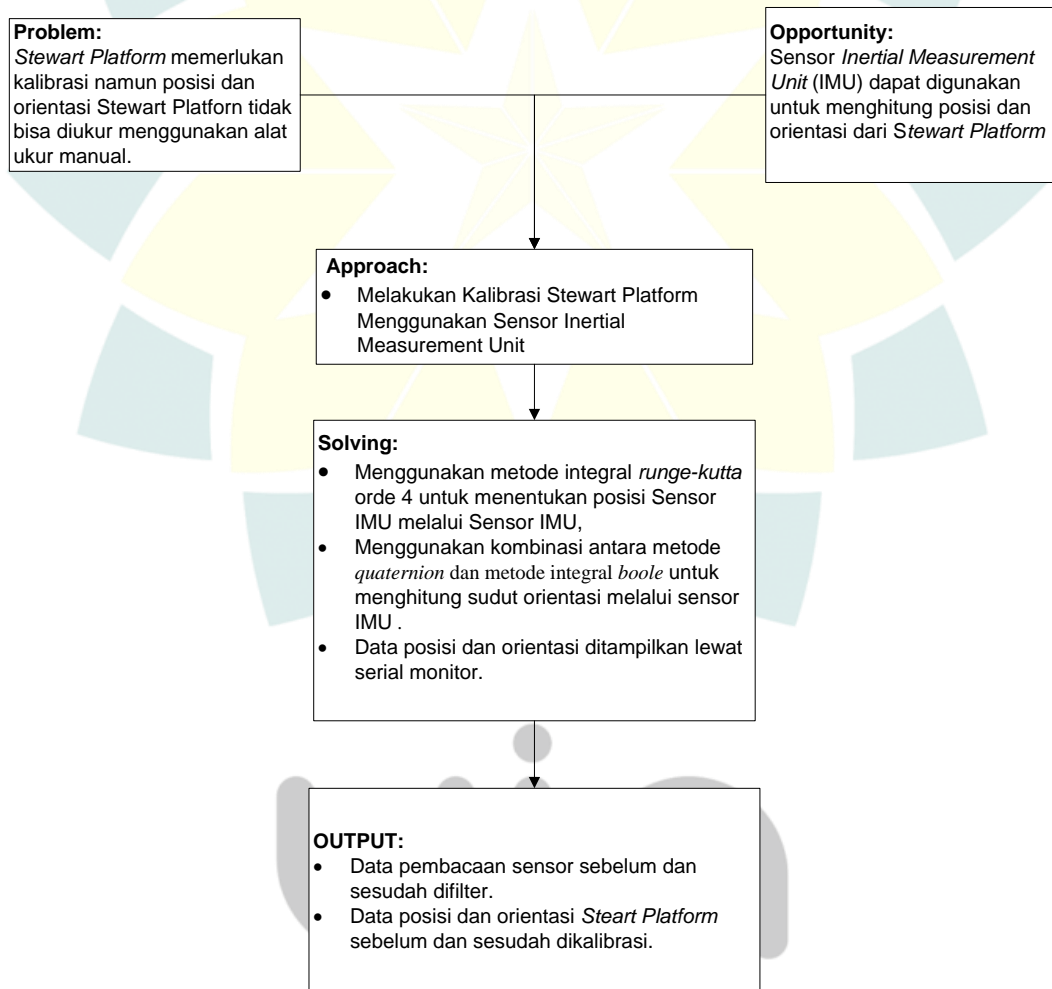 Problem:
Stewart Platform memerlukan
kalibrasi namun posisi dan
orientasi Stewart Platforn tidak
bisa diukur menggunakan alat
ukur manual.
Opportunity:
Sensor Inertial Measurement
Unit (IMU) dapat digunakan
untuk menghitung posisi dan
orientasi dari Stewart Platform
Approach:
• Melakukan Kalibrasi Stewart Platform
Menggunakan Sensor Inertial
Measurement Unit
Solving:
• Menggunakan metode integral runge-kutta
orde 4 untuk menentukan posisi Sensor
IMU melalui Sensor IMU,
• Menggunakan kombinasi antara metode
quaternion dan metode integral boole untuk
menghitung sudut orientasi melalui sensor
IMU .
• Data posisi dan orientasi ditampilkan lewat
serial monitor.
OUTPUT:
• Data pembacaan sensor sebelum dan
sesudah difilter.
• Data posisi dan orientasi Steart Platform
sebelum dan sesudah dikalibrasi.